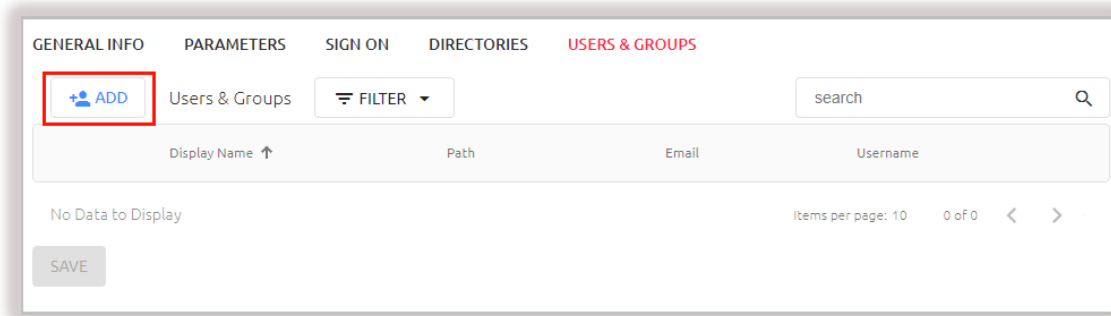 GENERAL INFO PARAMETERS SIGN ON DIRECTORIES USERS & GROUPS
ADD Users & Groups FILTER search
Display Name Path Email Username
No Data to Display Items per page: 10 0 of 0
SAVE